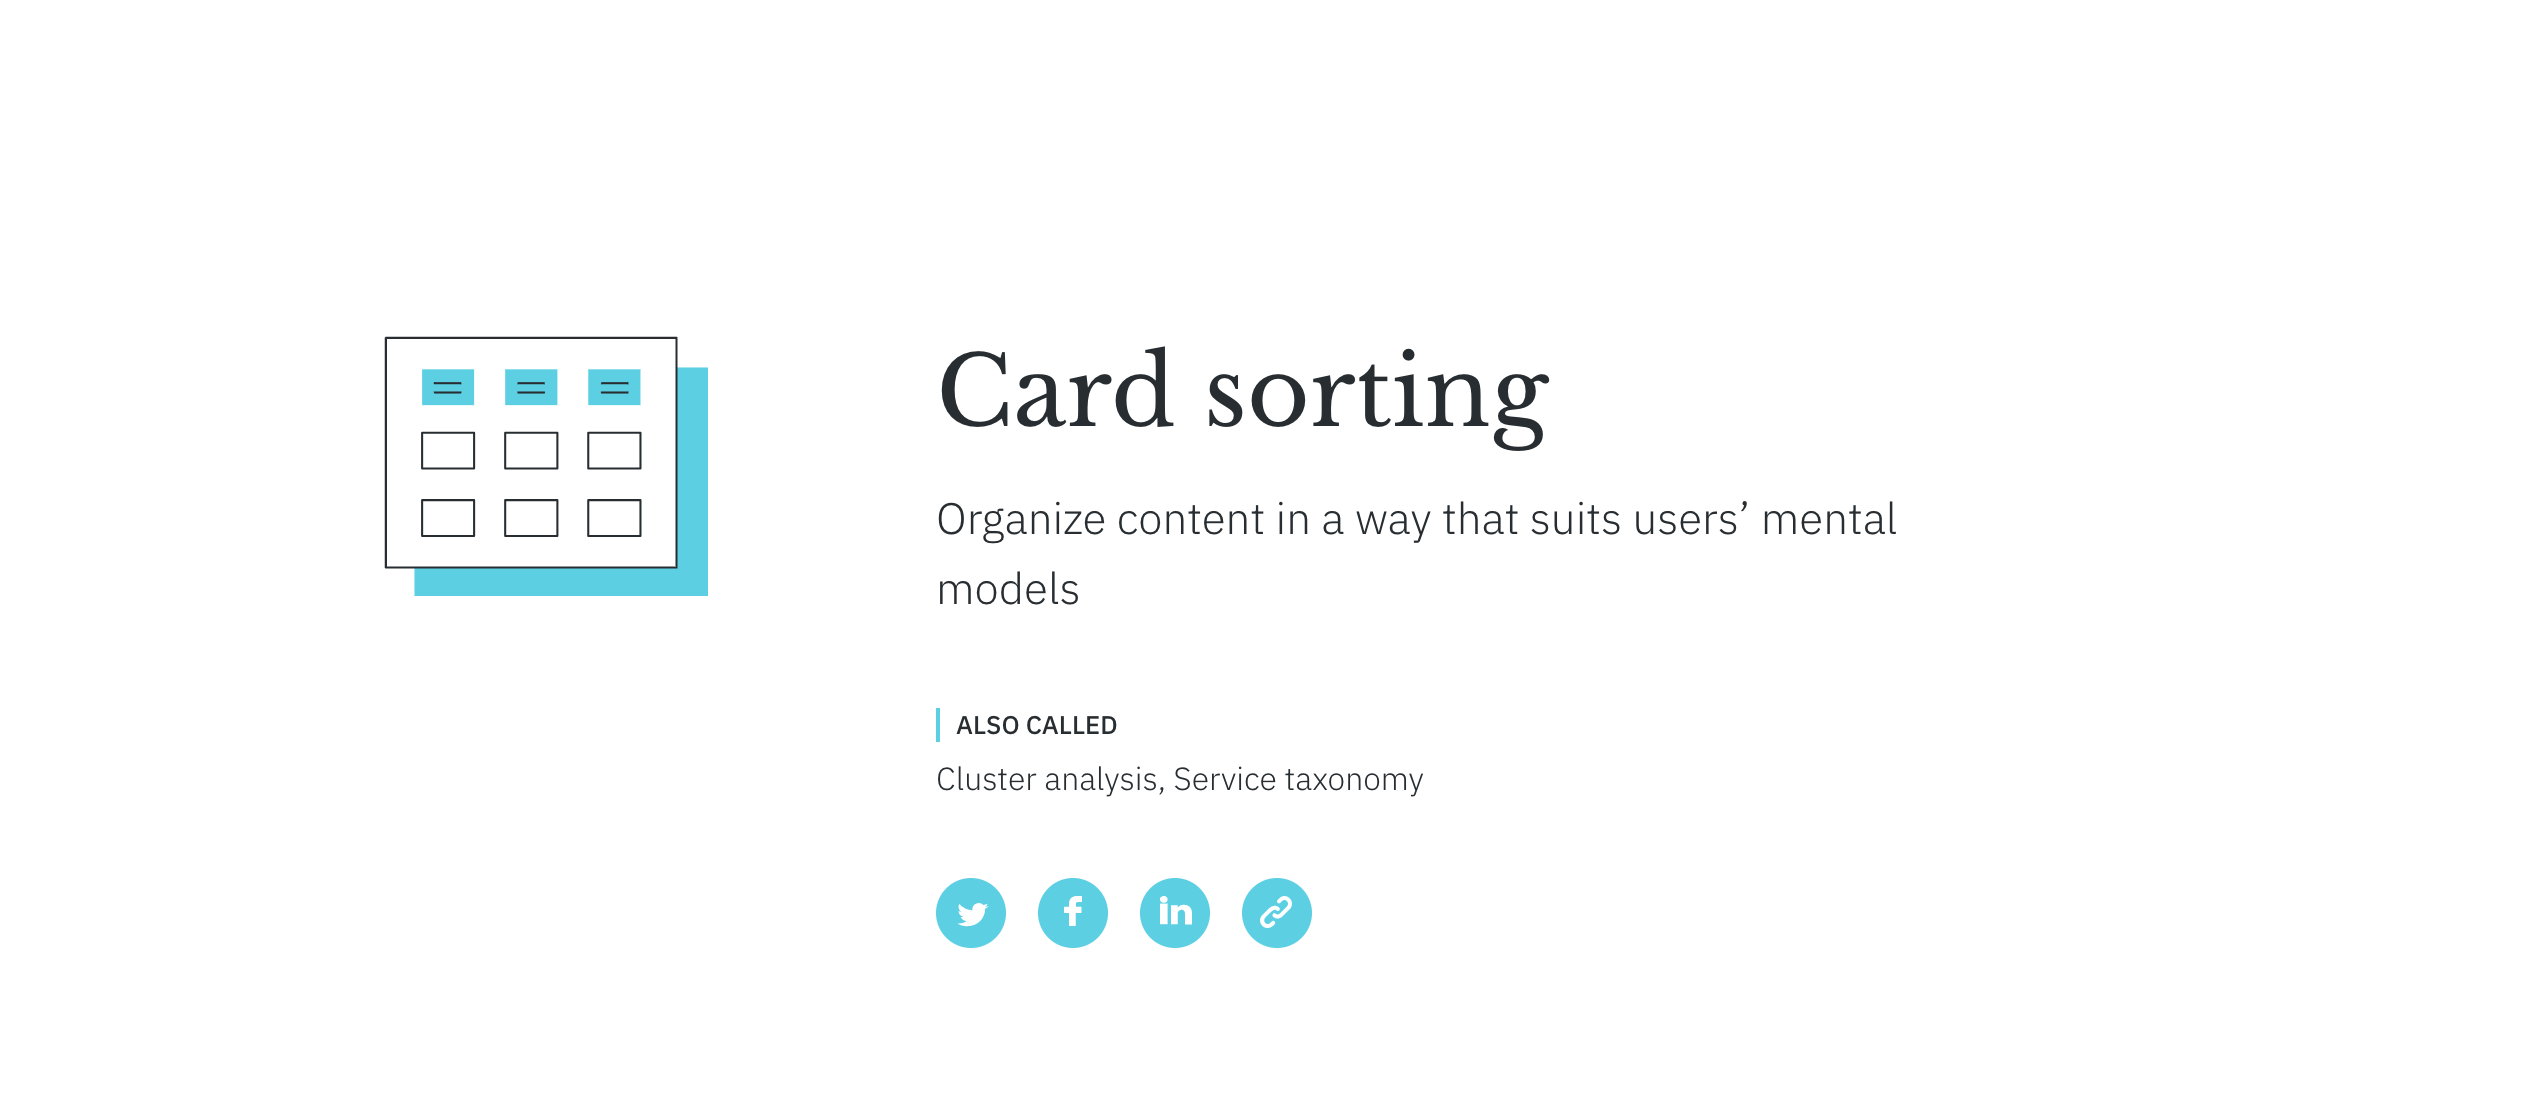 Card sorting
Organize content in a way that suits users’ mental
models
ALSO CALLED
Cluster analysis, Service taxonomy